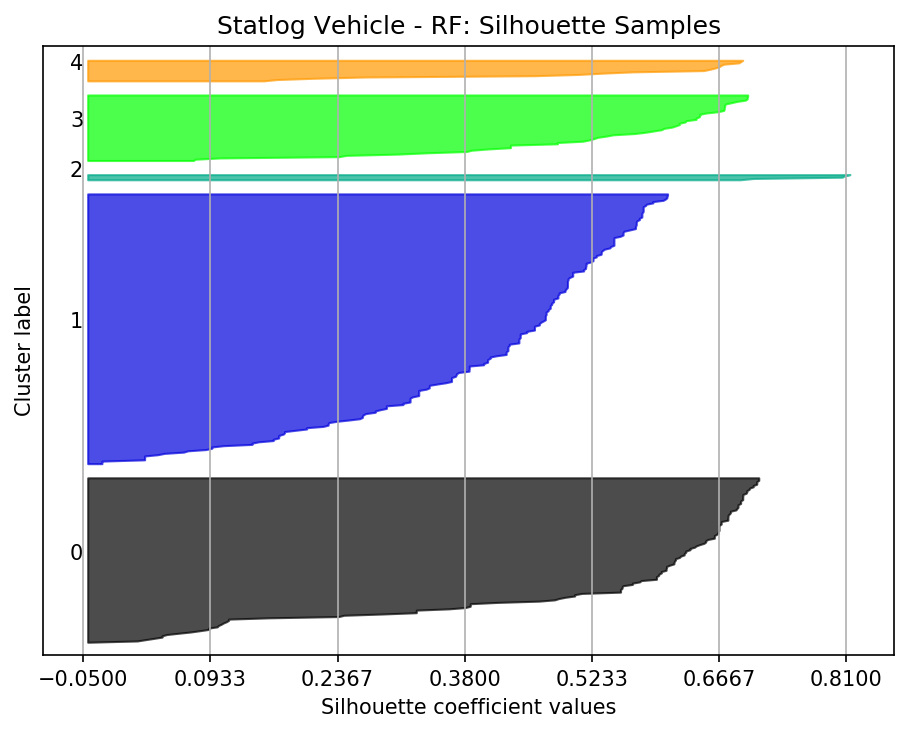 Statlog Vehicle - RF: Silhouette Samples
4
3
2
1
0
Cluster label
−0.0500 0.0933 0.2367 0.3800 0.5233 0.6667 0.8100
Silhouette coefficient values